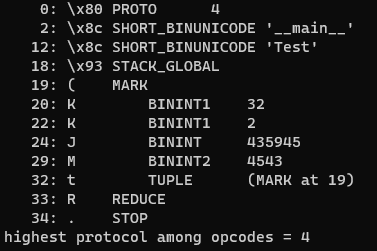 0: \x80 PROTO 4
2: \x8c SHORT_BINUNICODE '__main__'
12: \x8c SHORT_BINUNICODE 'Test'
18: \x93 STACK_GLOBAL
19: ( MARK
20: K BININT1 32
22: K BININT1 2
24: J BININT 435945
29: M BININT2 4543
32: t TUPLE (MARK at 19)
33: R REDUCE
34: . STOP
highest protocol among opcodes = 4